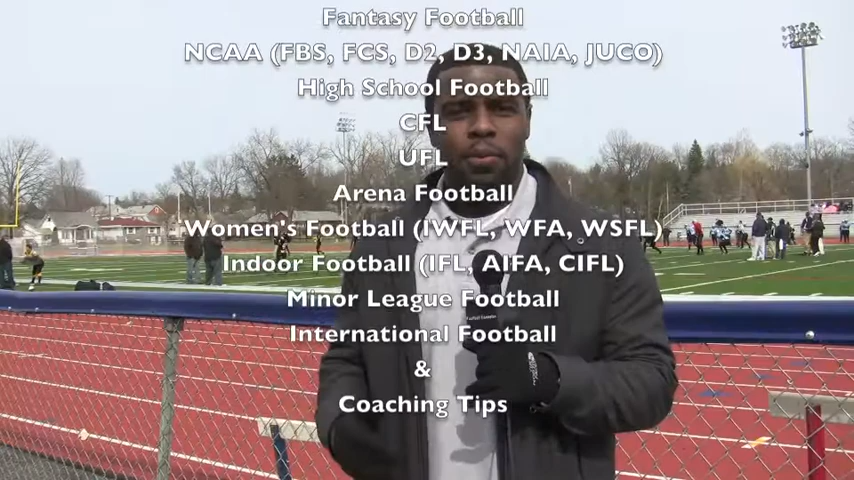 Fantasy Football
NCAA (FBS, FCS, D2, D3, NAIA, JUCO)
High School Football
CFL
UFL
Arena Football
Women's Football (IWFL, WFA, WSFL)
Indoor Football (IFL, AIFA, CIFL)
Minor League Football
International Football
&
Coaching Tips